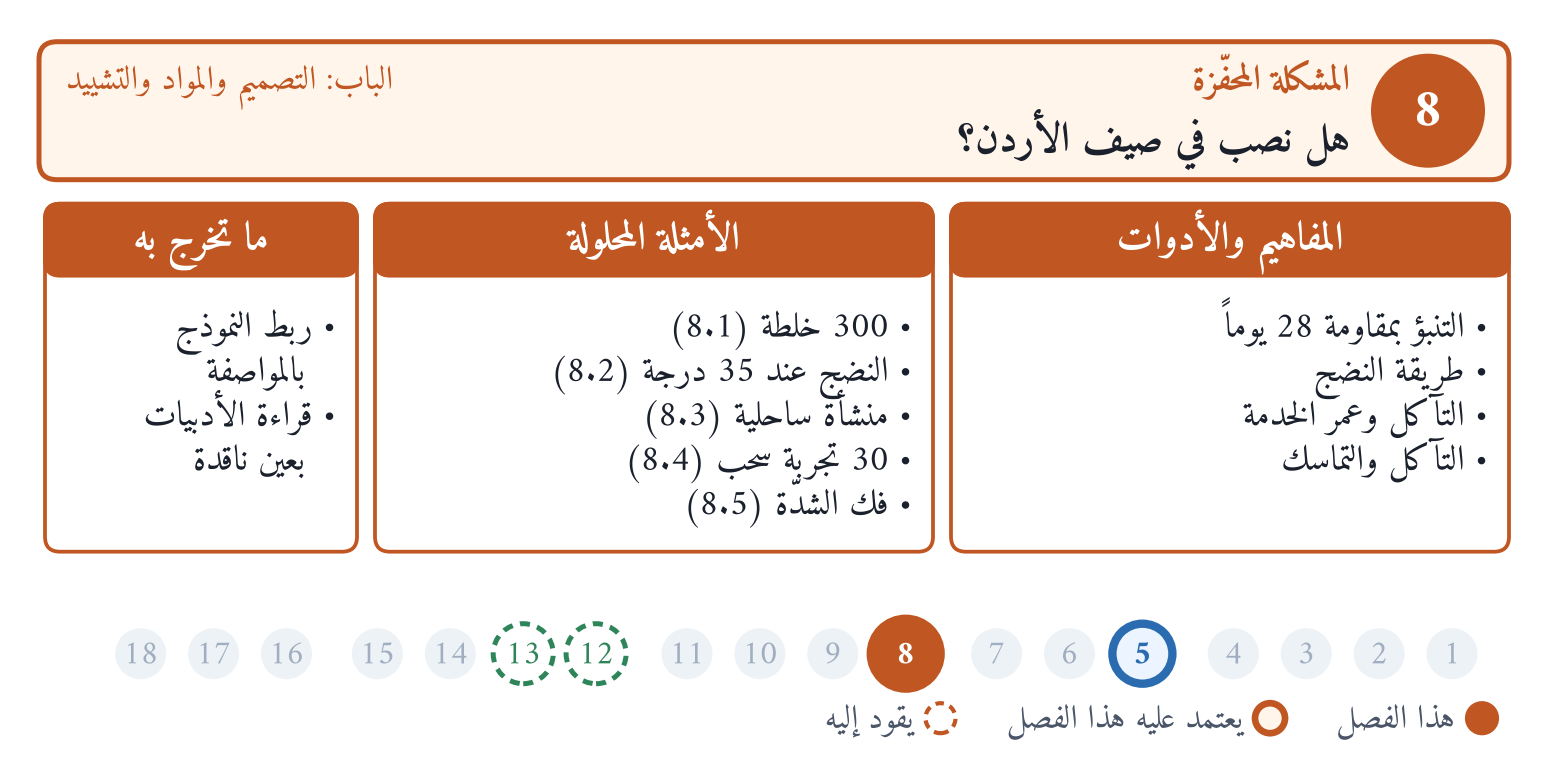 8
المشكلة المحفّزة
الباب: التصميم والمواد والتشييد
هل نصب في صيف الأردن؟
المفاهيم والأدوات
• التنبؤ بمقاومة 28 يوماً
• طريقة النضج
• التآكل وعمر الخدمة
• التآكل والتماسك
الأمثلة المحلولة
• 300 خلطة (8.1)
• النضج عند 35 درجة (8.2)
• منشأة ساحلية (8.3)
• 30 تجربة سحب (8.4)
• فك الشدّة (8.5)
ما تخرج به
• ربط النموذج
بالمواصفة
• قراءة الأدبيات
بعين ناقدة
1 2 3 4 5 6 7 8 9 10 11 12 13 14 15 16 17 18
هذا الفصل
يعتمد عليه هذا الفصل
يقود إليه